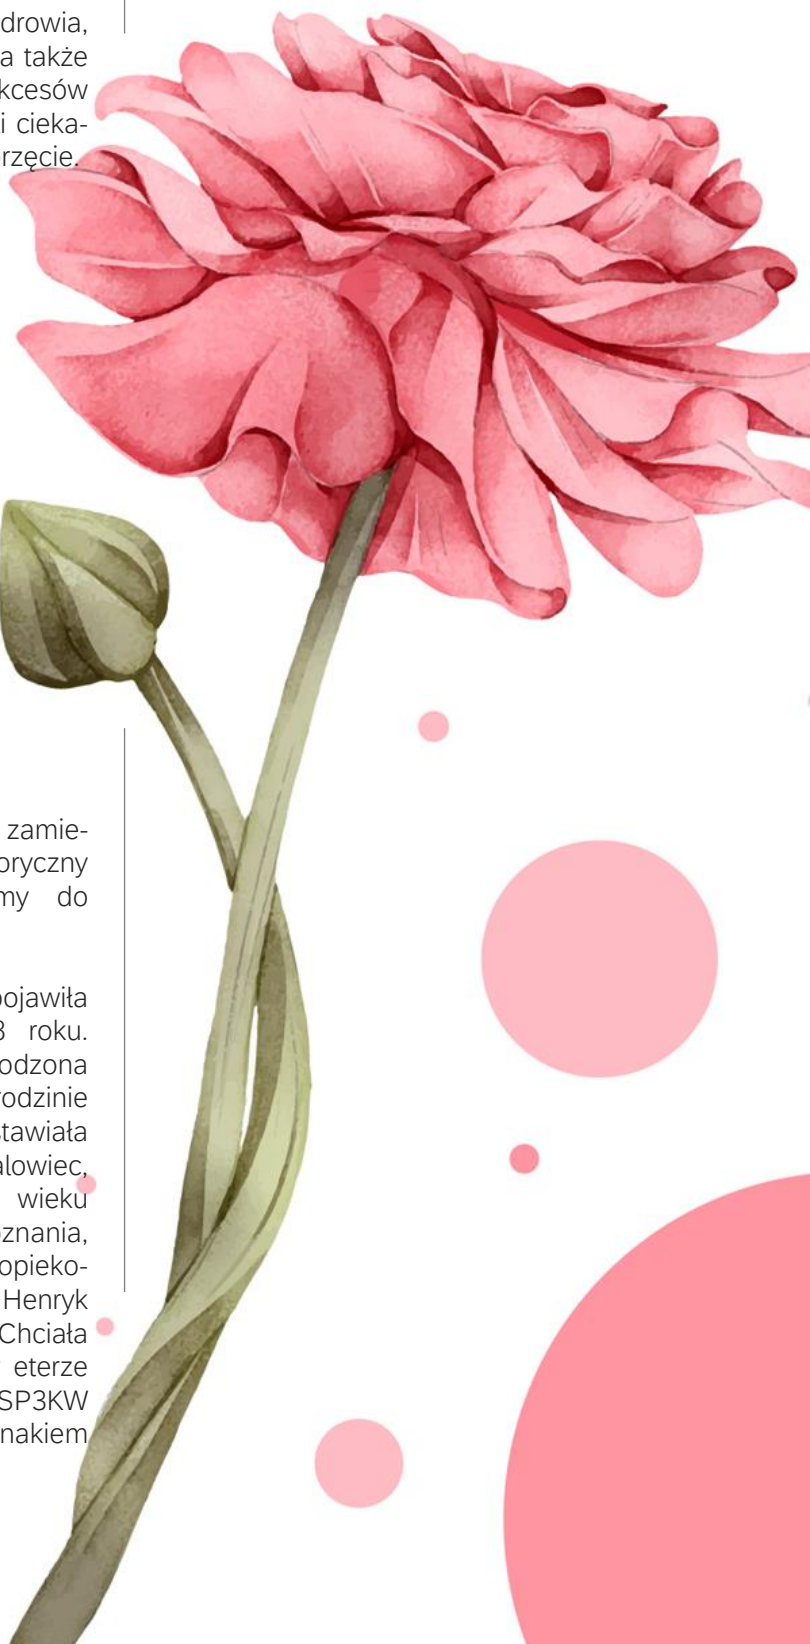 drowia,
a także
kcesów
i cieka-
rzęcie.
zamie-
oryczny
my do
pojawiła
3 roku.
odzona
rodzinie
tawiała
alowiec,
wieku
znania,
opieko-
Henryk
Chciała
eterze
SP3KW
nakiem